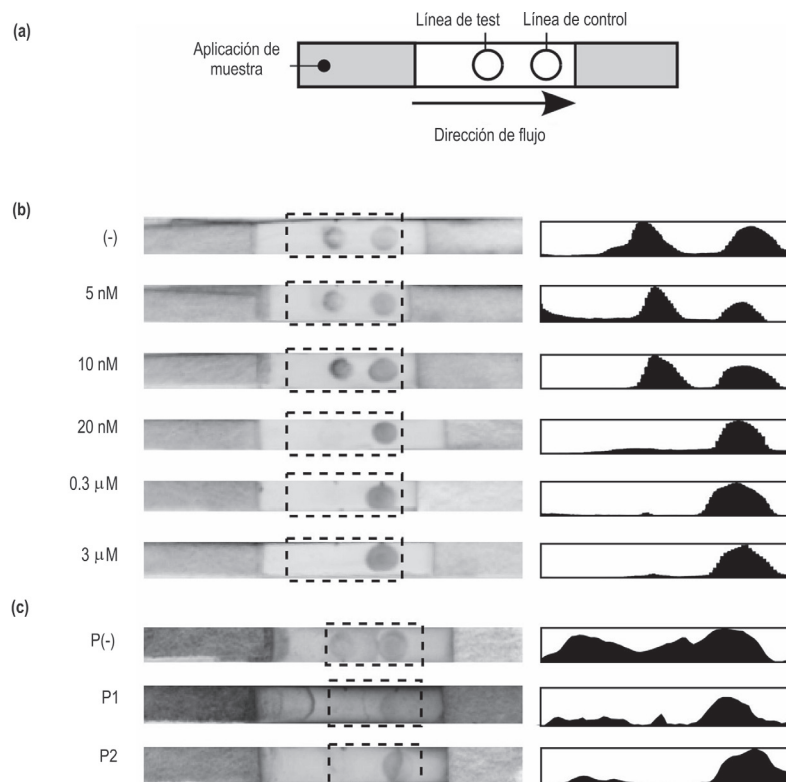 (a)
Línea de test
Línea de control
Aplicación de
muestra
Dirección de flujo
(b)
(-)
5 nM
10 nM
20 nM
0.3 μM
3 μM
(c)
P(-)
P1
P2